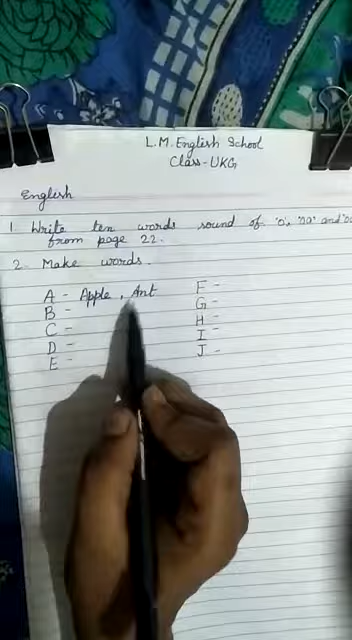 L.M. English School
Class-UKG
English
1. Write ten words sound of 'o', 'oa' and
from page 22.
2. Make words.
A - Apple, Ant
B -
C -
D -
E -
F -
G -
H -
I -
J -